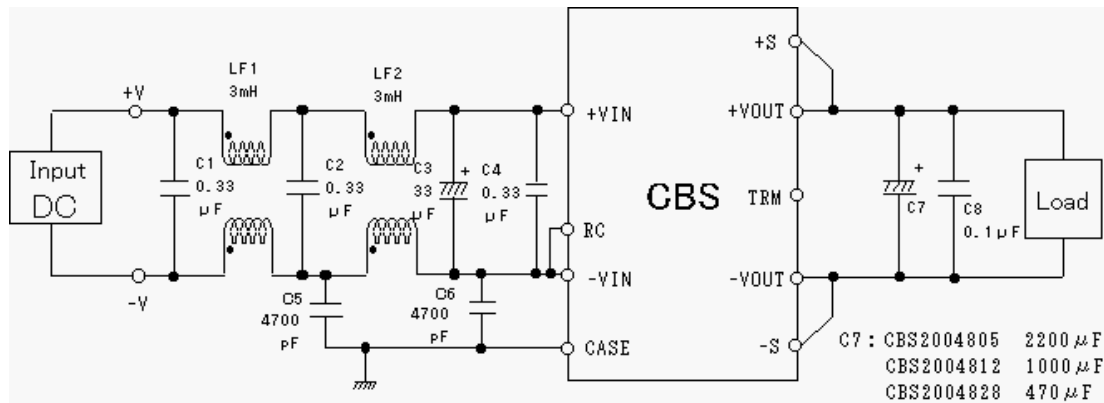 LF1
3mH
LF2
3mH
+V
-V
Input
DC
C1
0.33
μF
C2
0.33
μF
C3
33
μF
+
C4
0.33
μF
C5
4700
pF
C6
4700
pF
+VIN
RC
-VIN
CASE
CBS
+S
+VOUT
TRM
-VOUT
-S
+
C7
C8
0.1μF
Load
C7:CBS2004805 2200μF
CBS2004812 1000μF
CBS2004828 470μF